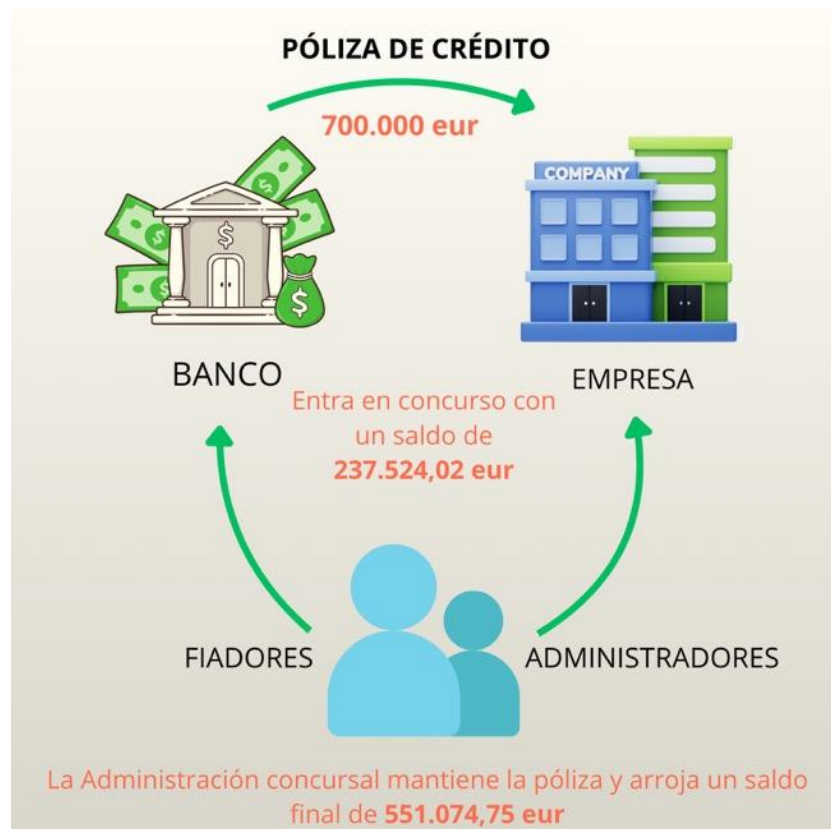 PÓLIZA DE CRÉDITO
700.000 eur
COMPANY
BANCO
EMPRESA
Entra en concurso con
un saldo de
237.524,02 eur
FIADORES
ADMINISTRADORES
La Administración concursal mantiene la póliza y arroja un saldo
final de 551.074,75 eur